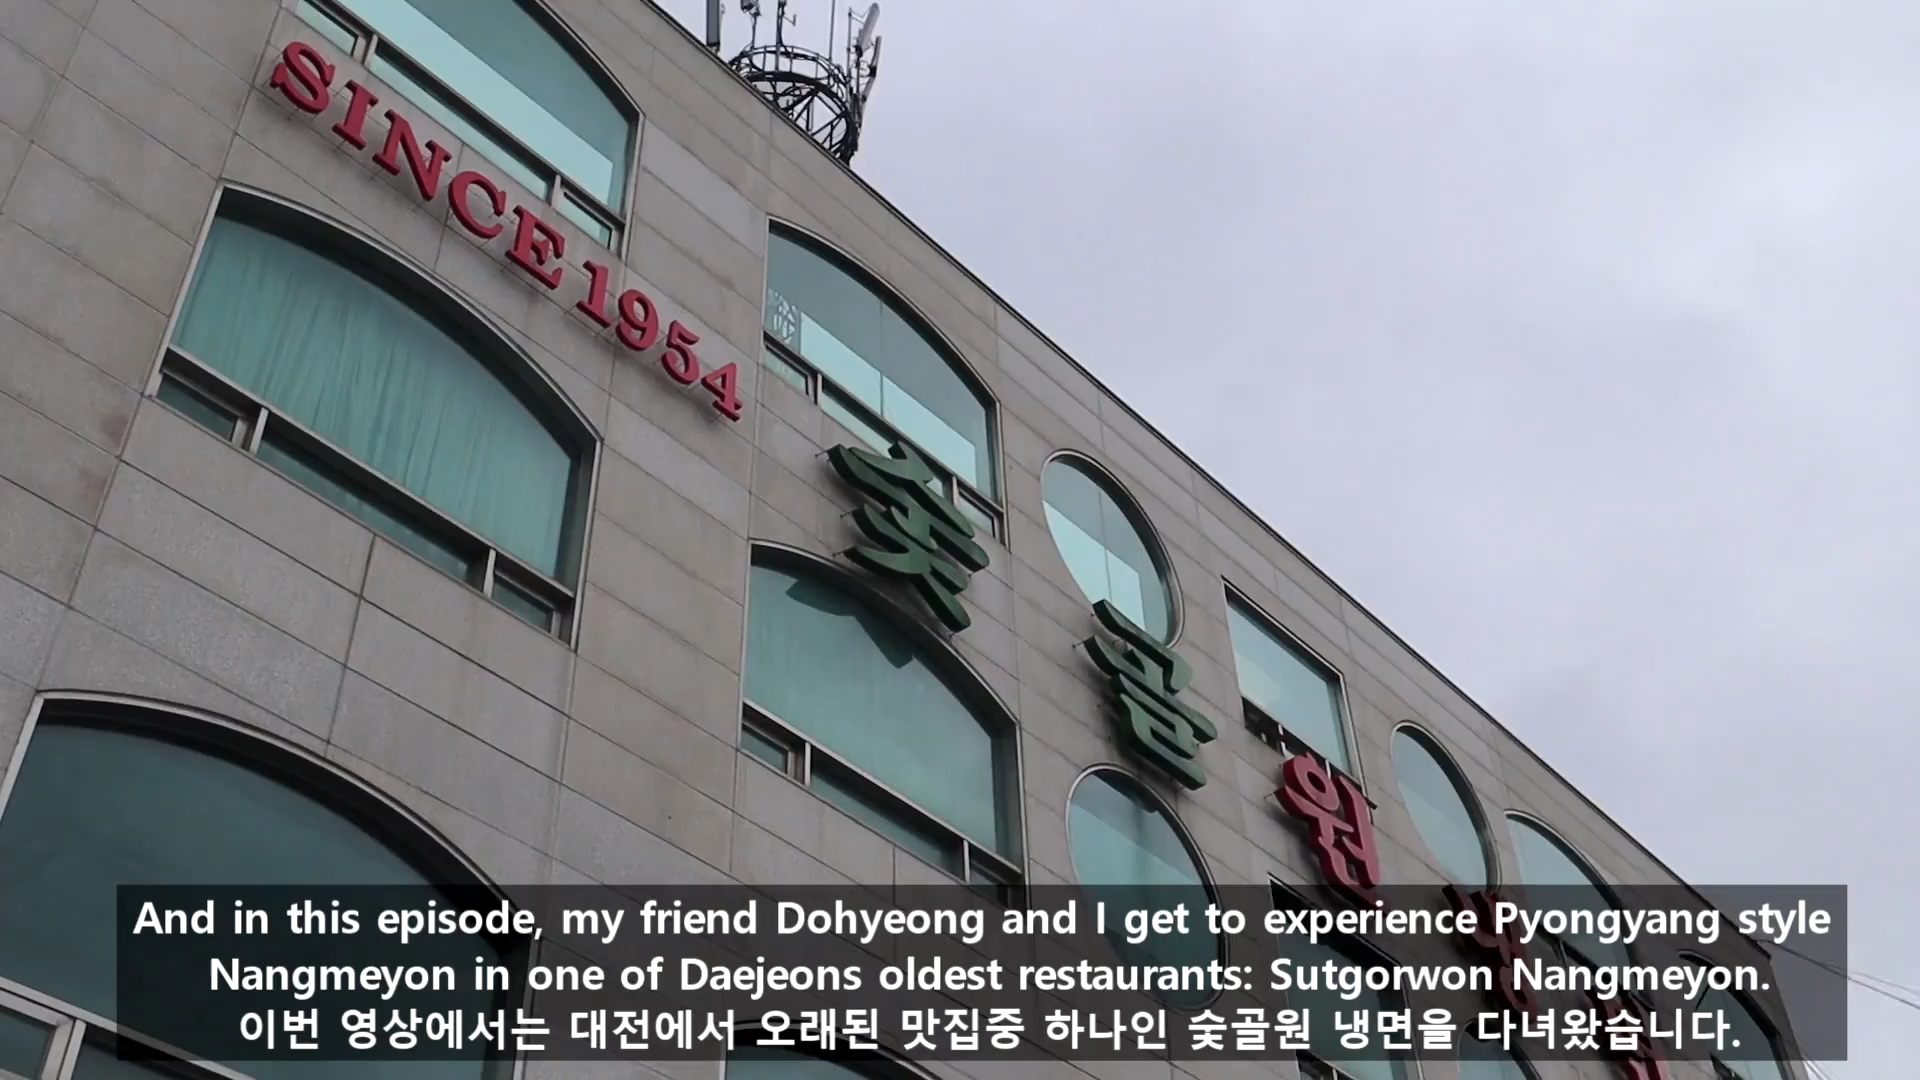 SINCE 1954
숯골원냉면
And in this episode, my friend Dohyeong and I get to experience Pyongyang style
Nangmeyon in one of Daejeons oldest restaurants: Sutgorwon Nangmeyon.
이번 영상에서는 대전에서 오래된 맛집중 하나인 숯골원 냉면을 다녀왔습니다.